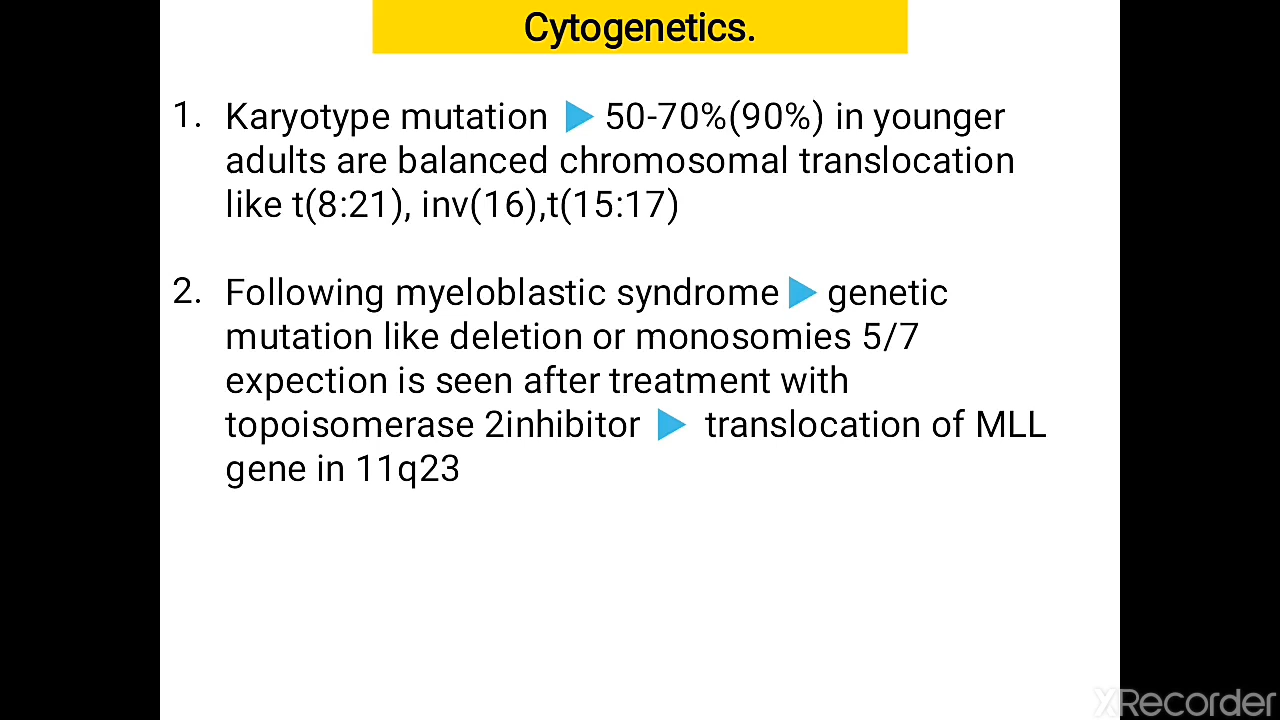 Cytogenetics.
1. Karyotype mutation ▶ 50-70%(90%) in younger
adults are balanced chromosomal translocation
like t(8:21), inv(16),t(15:17)
2. Following myeloblastic syndrome ▶ genetic
mutation like deletion or monosomies 5/7
expection is seen after treatment with
topoisomerase 2inhibitor ▶ translocation of MLL
gene in 11q23
XRecorder